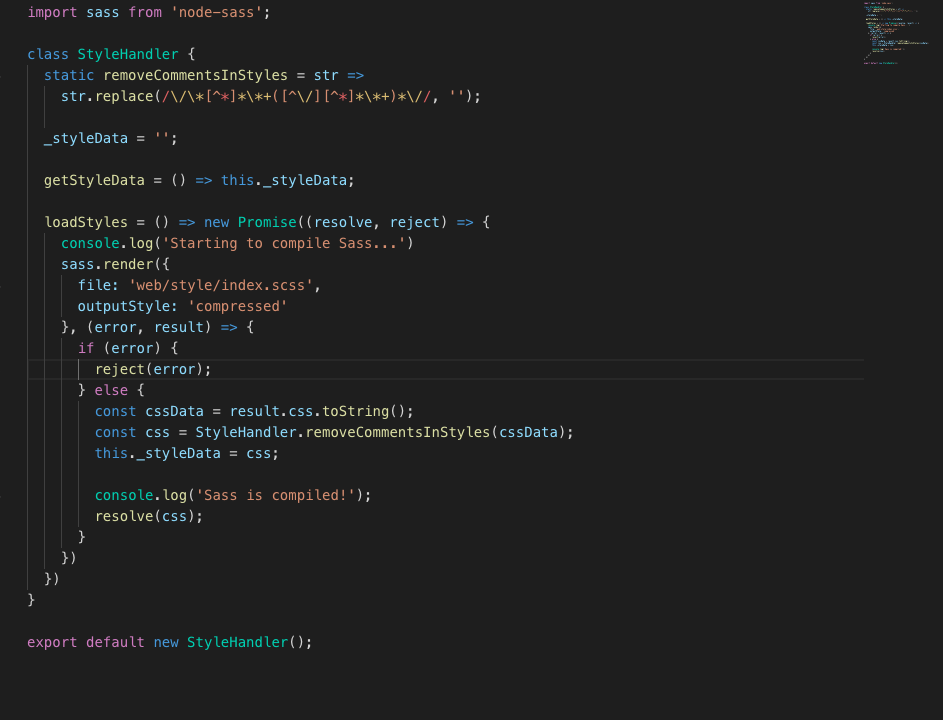 import sass from 'node-sass';
class StyleHandler {
static removeCommentsInStyles = str =>
str.replace(/\/\*[^*]*\*+([^\/][^*]*\*+)*\//, '');
_styleData = '';
getStyleData = () => this._styleData;
loadStyles = () => new Promise((resolve, reject) => {
console.log('Starting to compile Sass...')
sass.render({
file: 'web/style/index.scss',
outputStyle: 'compressed'
}, (error, result) => {
if (error) {
reject(error);
} else {
const cssData = result.css.toString();
const css = StyleHandler.removeCommentsInStyles(cssData);
this._styleData = css;
console.log('Sass is compiled!');
resolve(css);
}
})
})
}
export default new StyleHandler();